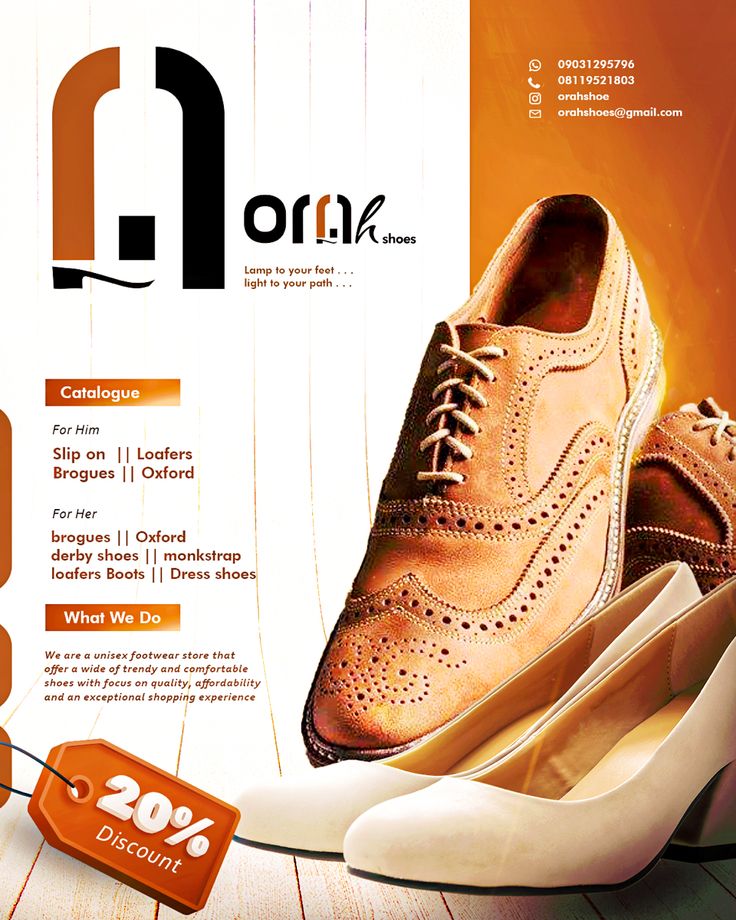 09031295796
08119521803
orahshoe
orahshoes@gmail.com
orah shoes
Lamp to your feet . . .
light to your path . . .
Catalogue
For Him
Slip on || Loafers
Brogues || Oxford
For Her
brogues || Oxford
derby shoes || monkstrap
loafers Boots || Dress shoes
What We Do
We are a unisex footwear store that
offer a wide of trendy and comfortable
shoes with focus on quality, affordability
and an exceptional shopping experience
20%
Discount